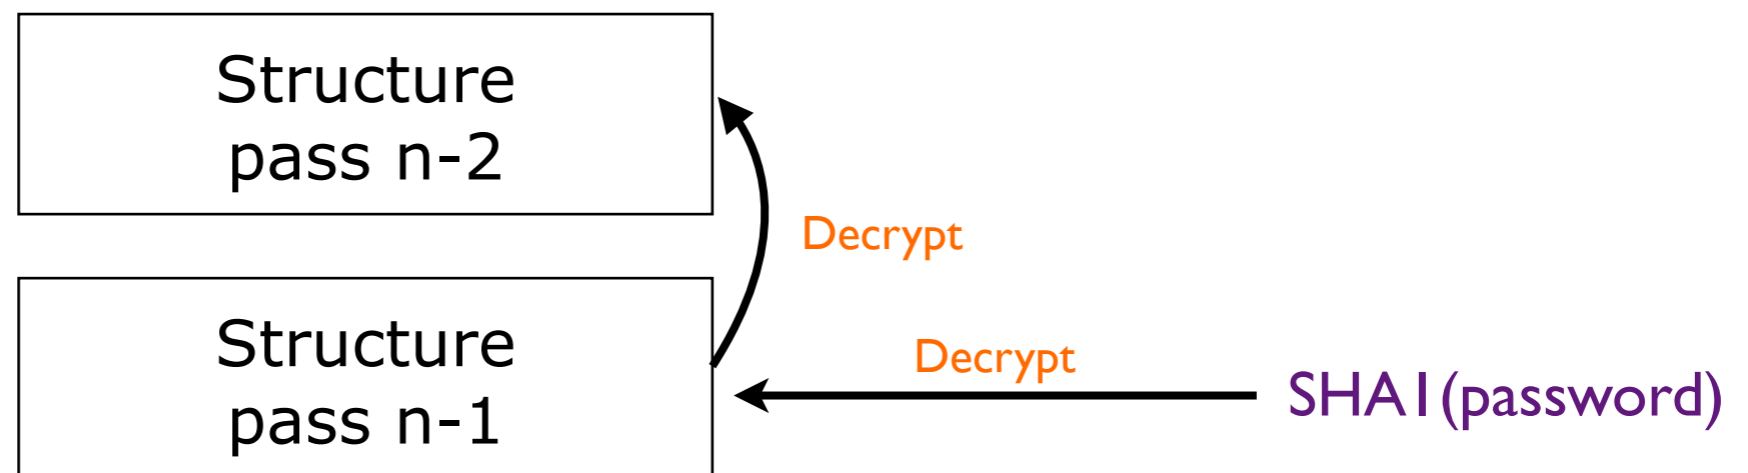 Structure
pass n-2
Decrypt
Structure
pass n-1
Decrypt
SHA1(password)